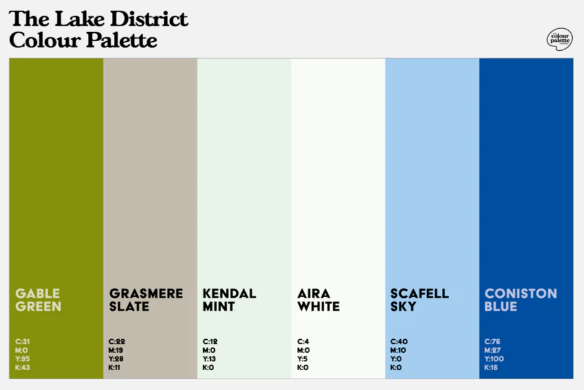 The Lake District
Colour Palette
colour
palette
GABLE
GREEN
C:31
M:0
Y:95
K:43
GRASMERE
SLATE
C:22
M:19
Y:28
K:11
KENDAL
MINT
C:12
M:0
Y:13
K:0
AIRA
WHITE
C:4
M:0
Y:5
K:0
SCAFELL
SKY
C:40
M:10
Y:0
K:0
CONISTON
BLUE
C:76
M:27
Y:100
K:16